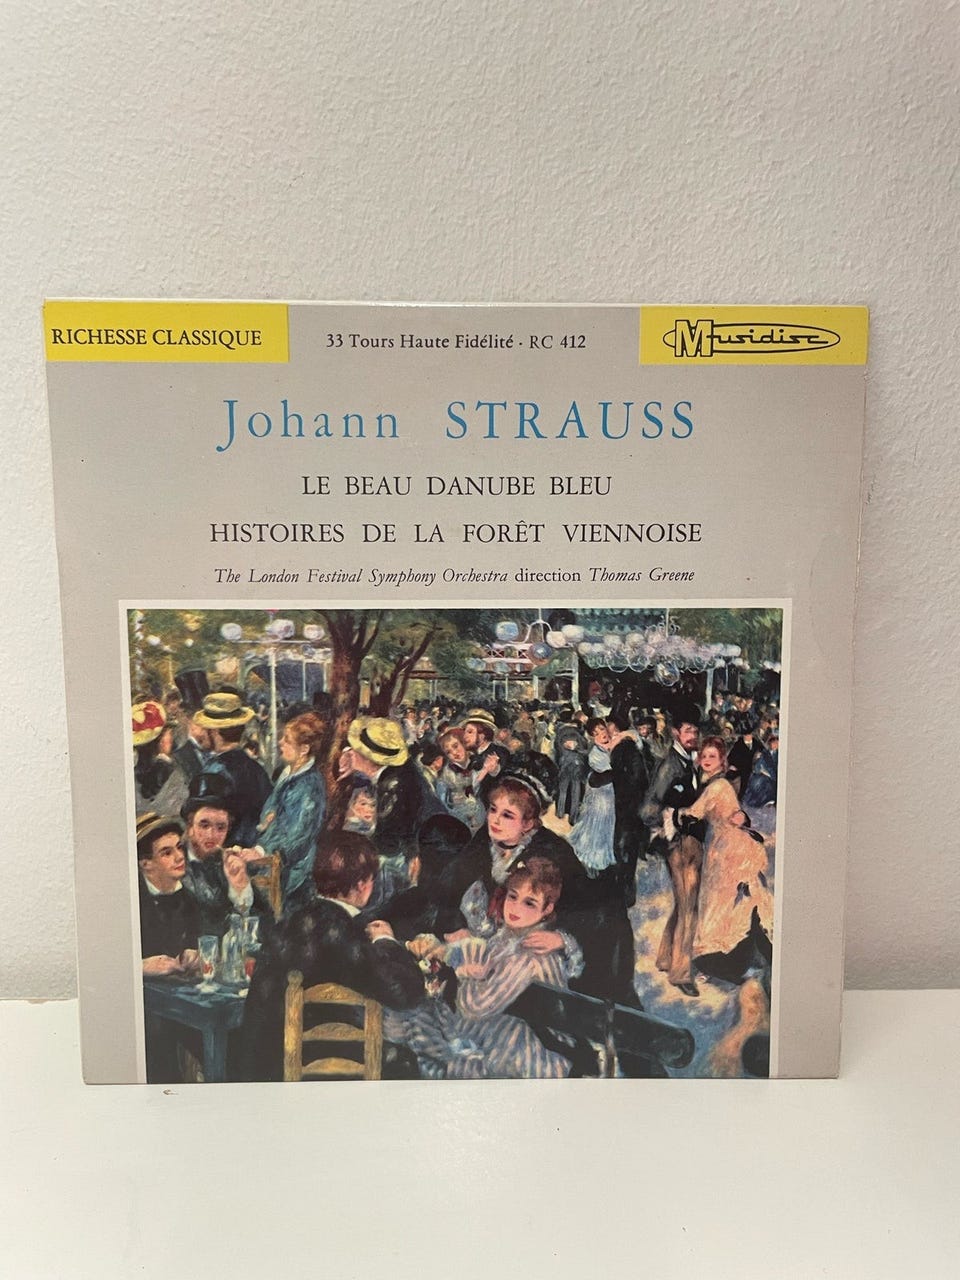 RICHESSE CLASSIQUE
33 Tours Haute Fidélité · RC 412
Musidisc
Johann STRAUSS
LE BEAU DANUBE BLEU
HISTOIRES DE LA FORÊT VIENNOISE
The London Festival Symphony Orchestra direction Thomas Greene